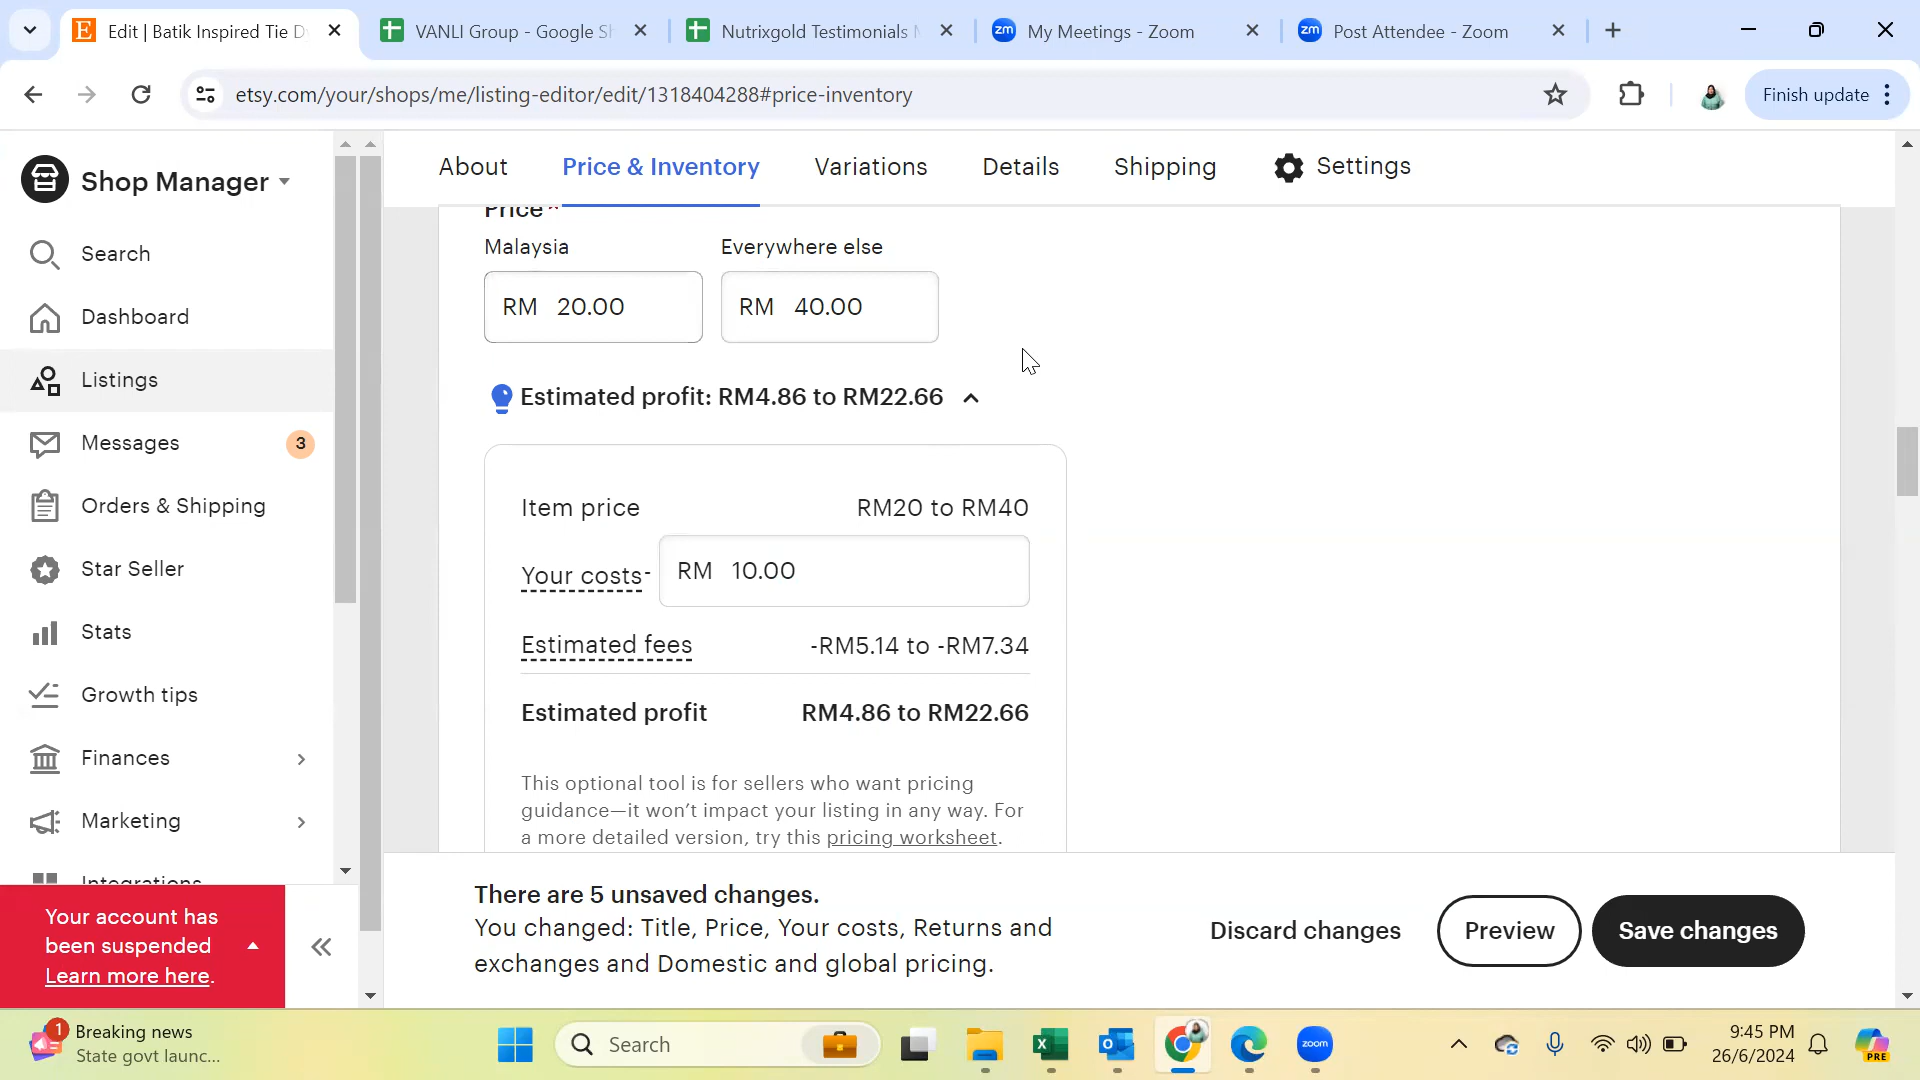 Edit | Batik Inspired Tie D
VANLI Group - Google Sh
Nutrixgold Testimonials
My Meetings - Zoom
Post Attendee - Zoom
etsy.com/your/shops/me/listing-editor/edit/1318404288#price-inventory
Finish update
Shop Manager
Search
Dashboard
Listings
Messages 3
Orders & Shipping
Star Seller
Stats
Growth tips
Finances
Marketing
Integrations
Your account has
been suspended
Learn more here.
About Price & Inventory Variations Details Shipping Settings
Price *
Malaysia Everywhere else
RM 20.00 RM 40.00
Estimated profit: RM4.86 to RM22.66
Item price RM20 to RM40
Your costs - RM 10.00
Estimated fees -RM5.14 to -RM7.34
Estimated profit RM4.86 to RM22.66
This optional tool is for sellers who want pricing
guidance—it won't impact your listing in any way. For
a more detailed version, try this pricing worksheet.
There are 5 unsaved changes.
You changed: Title, Price, Your costs, Returns and
exchanges and Domestic and global pricing.
Discard changes Preview Save changes
1 Breaking news
State govt launc...
Search
zoom
9:45 PM
26/6/2024
PRE